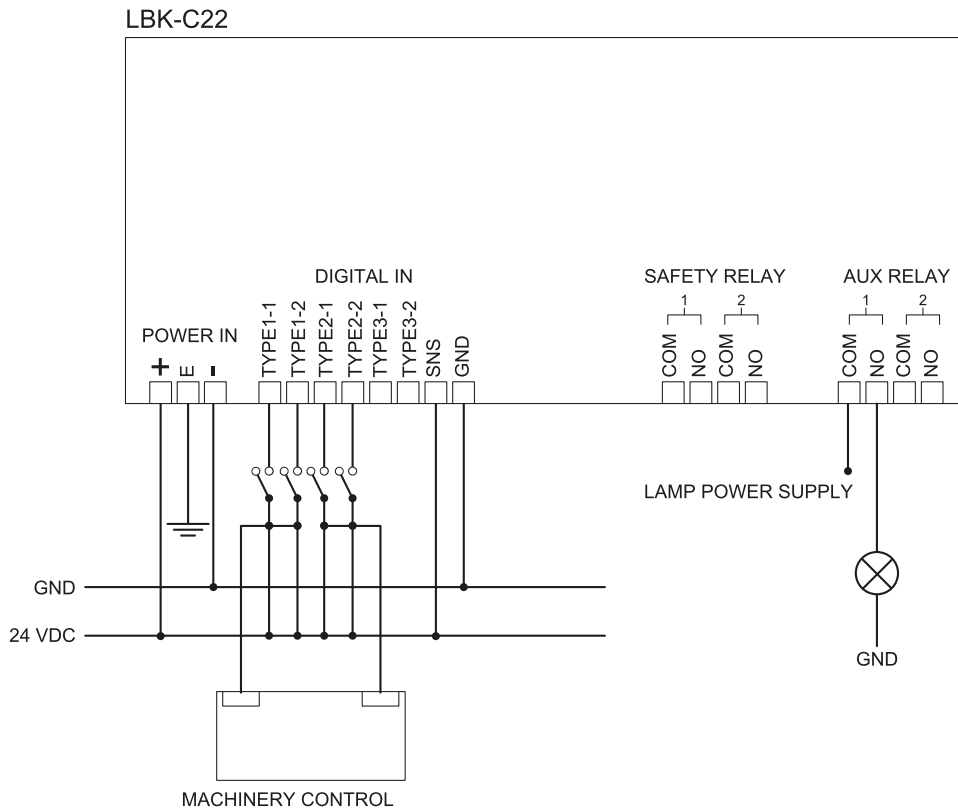 LBK-C22
DIGITAL IN
SAFETY RELAY
AUX RELAY
1
2
1
2
POWER IN
+
E
-
TYPE1-1
TYPE1-2
TYPE2-1
TYPE2-2
TYPE3-1
TYPE3-2
SNS
GND
COM
NO
COM
NO
COM
NO
COM
NO
LAMP POWER SUPPLY
GND
24 VDC
GND
MACHINERY CONTROL